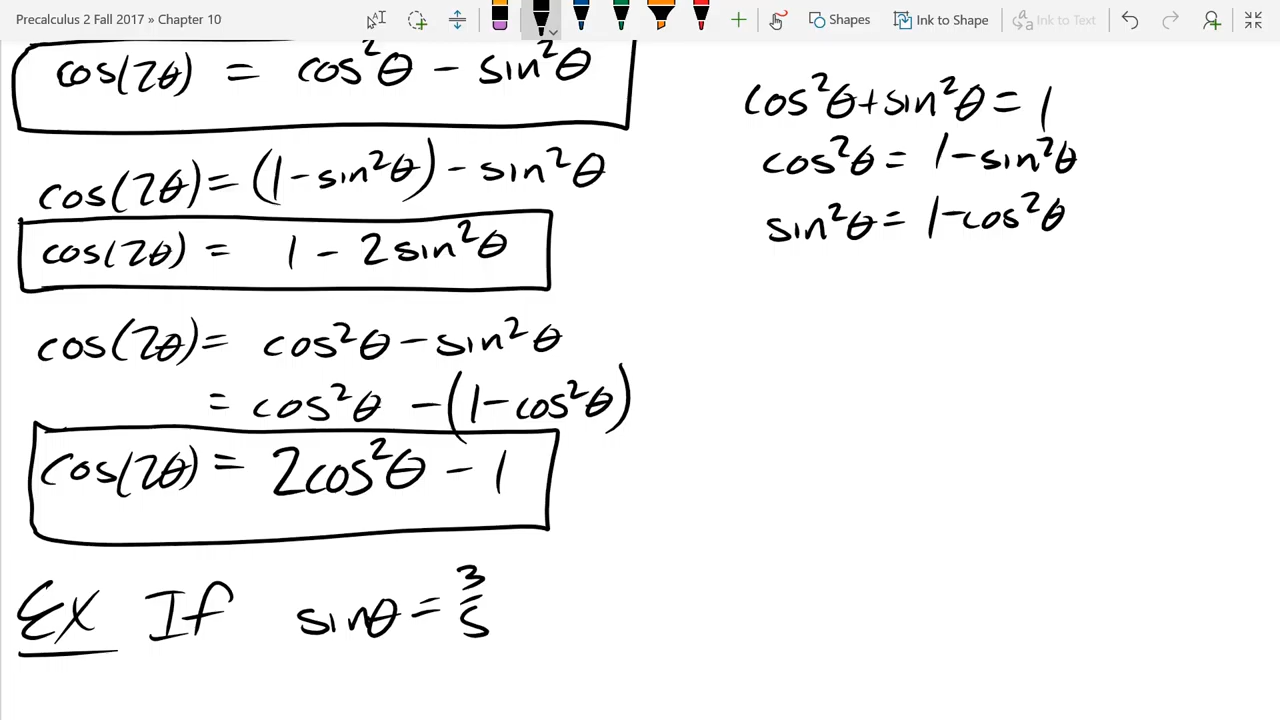 Precalculus 2 Fall 2017 » Chapter 10
Shapes
Ink to Shape
Ink to Text
cos(2θ) = cos²θ − sin²θ
cos(2θ) = (1 − sin²θ) − sin²θ
cos(2θ) = 1 − 2sin²θ
cos(2θ) = cos²θ − sin²θ
= cos²θ − (1 − cos²θ)
cos(2θ) = 2cos²θ − 1
Ex If sinθ = 3/5
cos²θ + sin²θ = 1
cos²θ = 1 − sin²θ
sin²θ = 1 − cos²θ